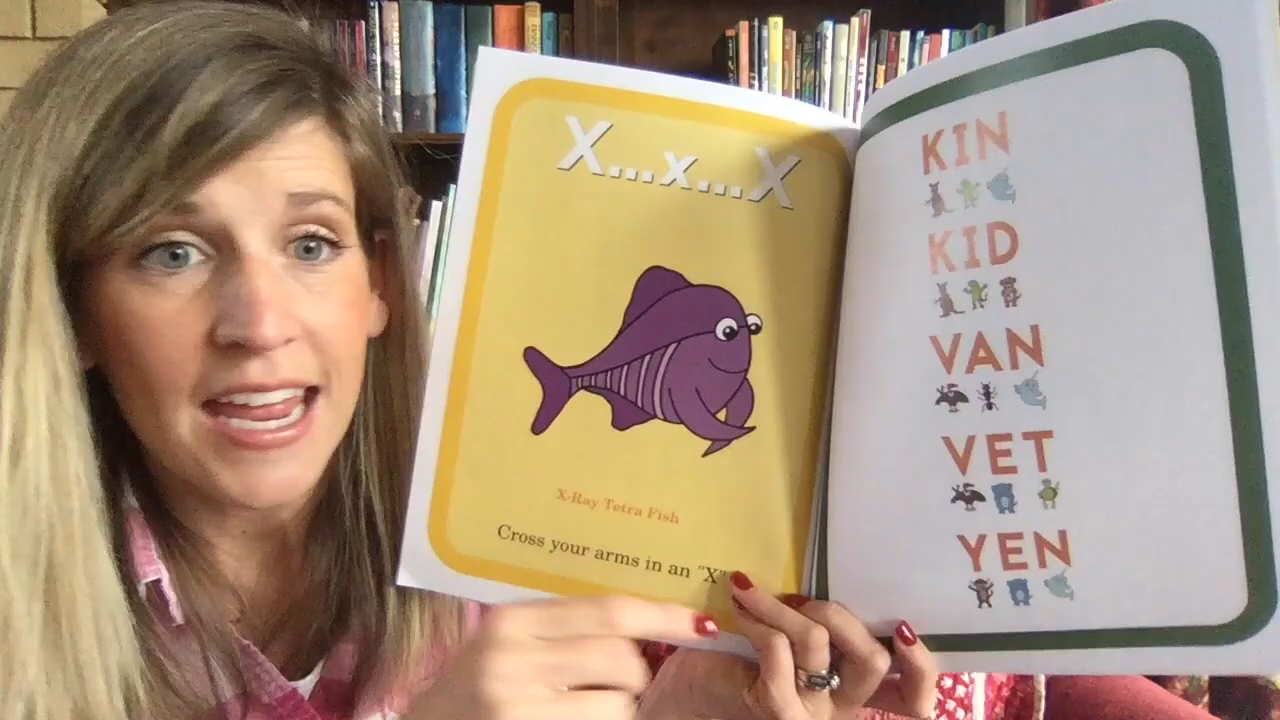 X...x...X
X-Ray Tetra Fish
Cross your arms in an "X"
KIN
KID
VAN
VET
YEN